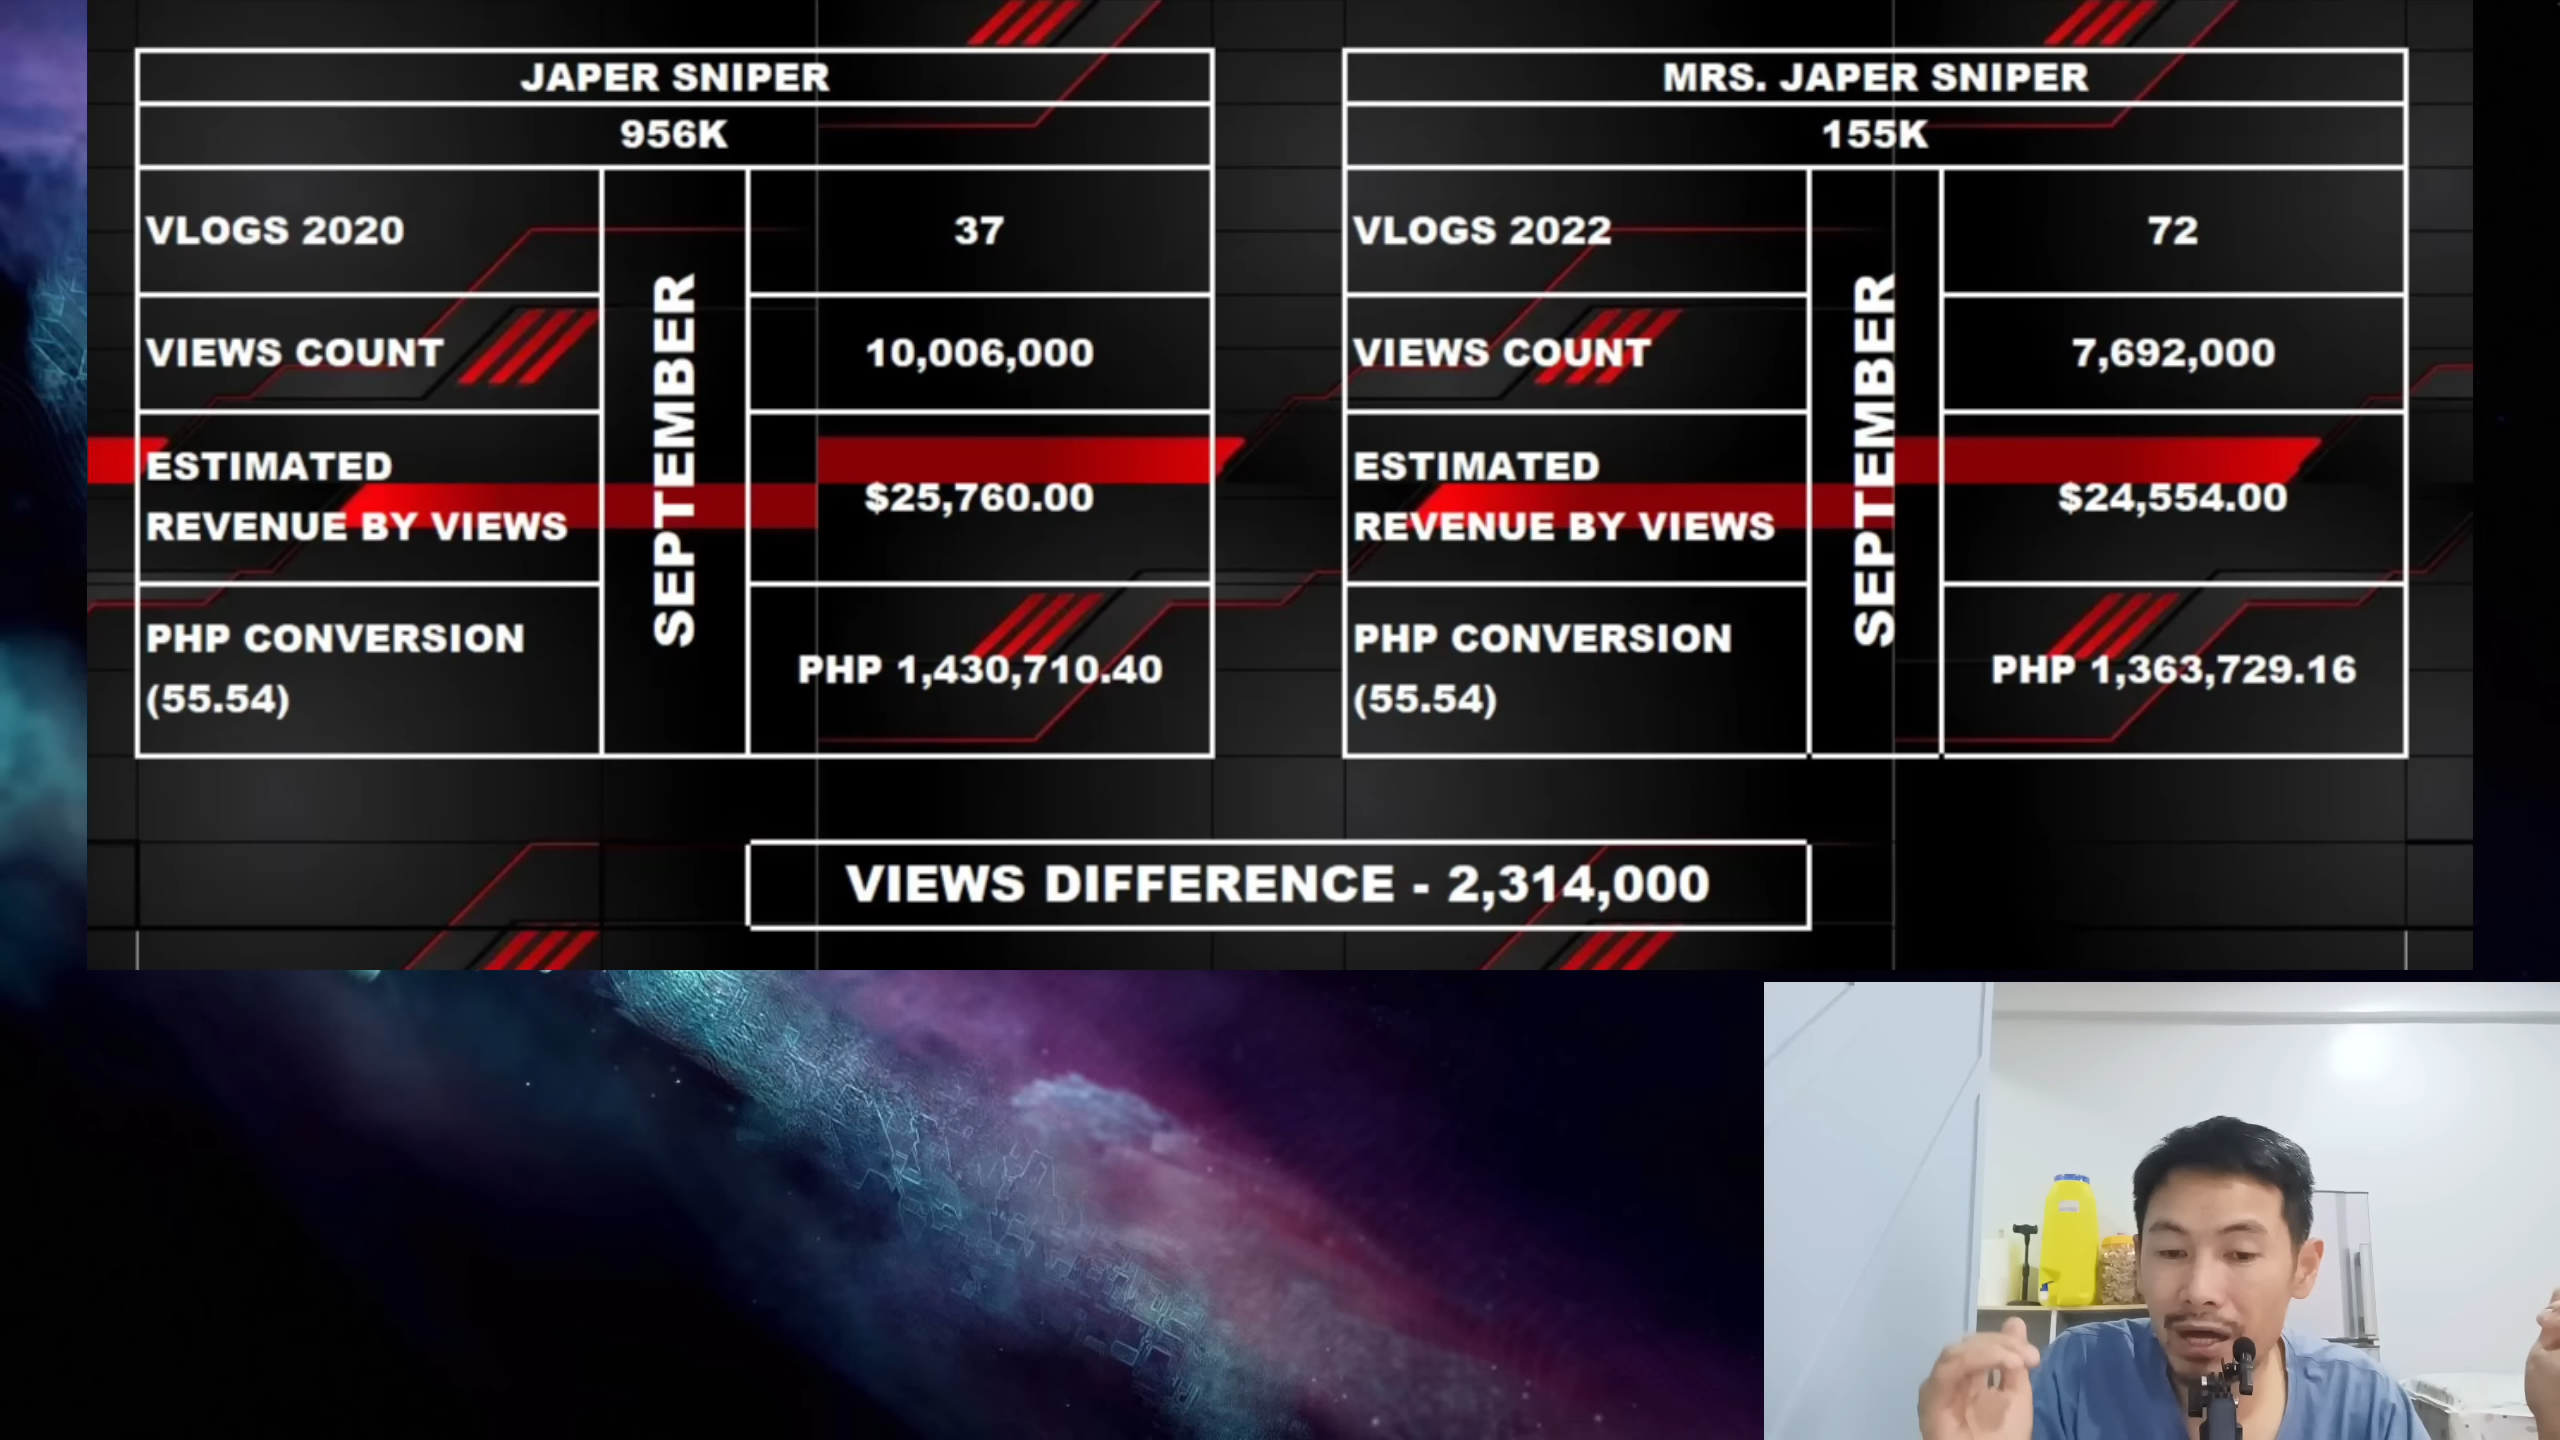 JAPER SNIPER
956K
VLOGS 2020
SEPTEMBER
37
VIEWS COUNT
10,006,000
ESTIMATED
REVENUE BY VIEWS
$25,760.00
PHP CONVERSION
(55.54)
PHP 1,430,710.40
MRS. JAPER SNIPER
155K
VLOGS 2022
SEPTEMBER
72
VIEWS COUNT
7,692,000
ESTIMATED
REVENUE BY VIEWS
$24,554.00
PHP CONVERSION
(55.54)
PHP 1,363,729.16
VIEWS DIFFERENCE - 2,314,000